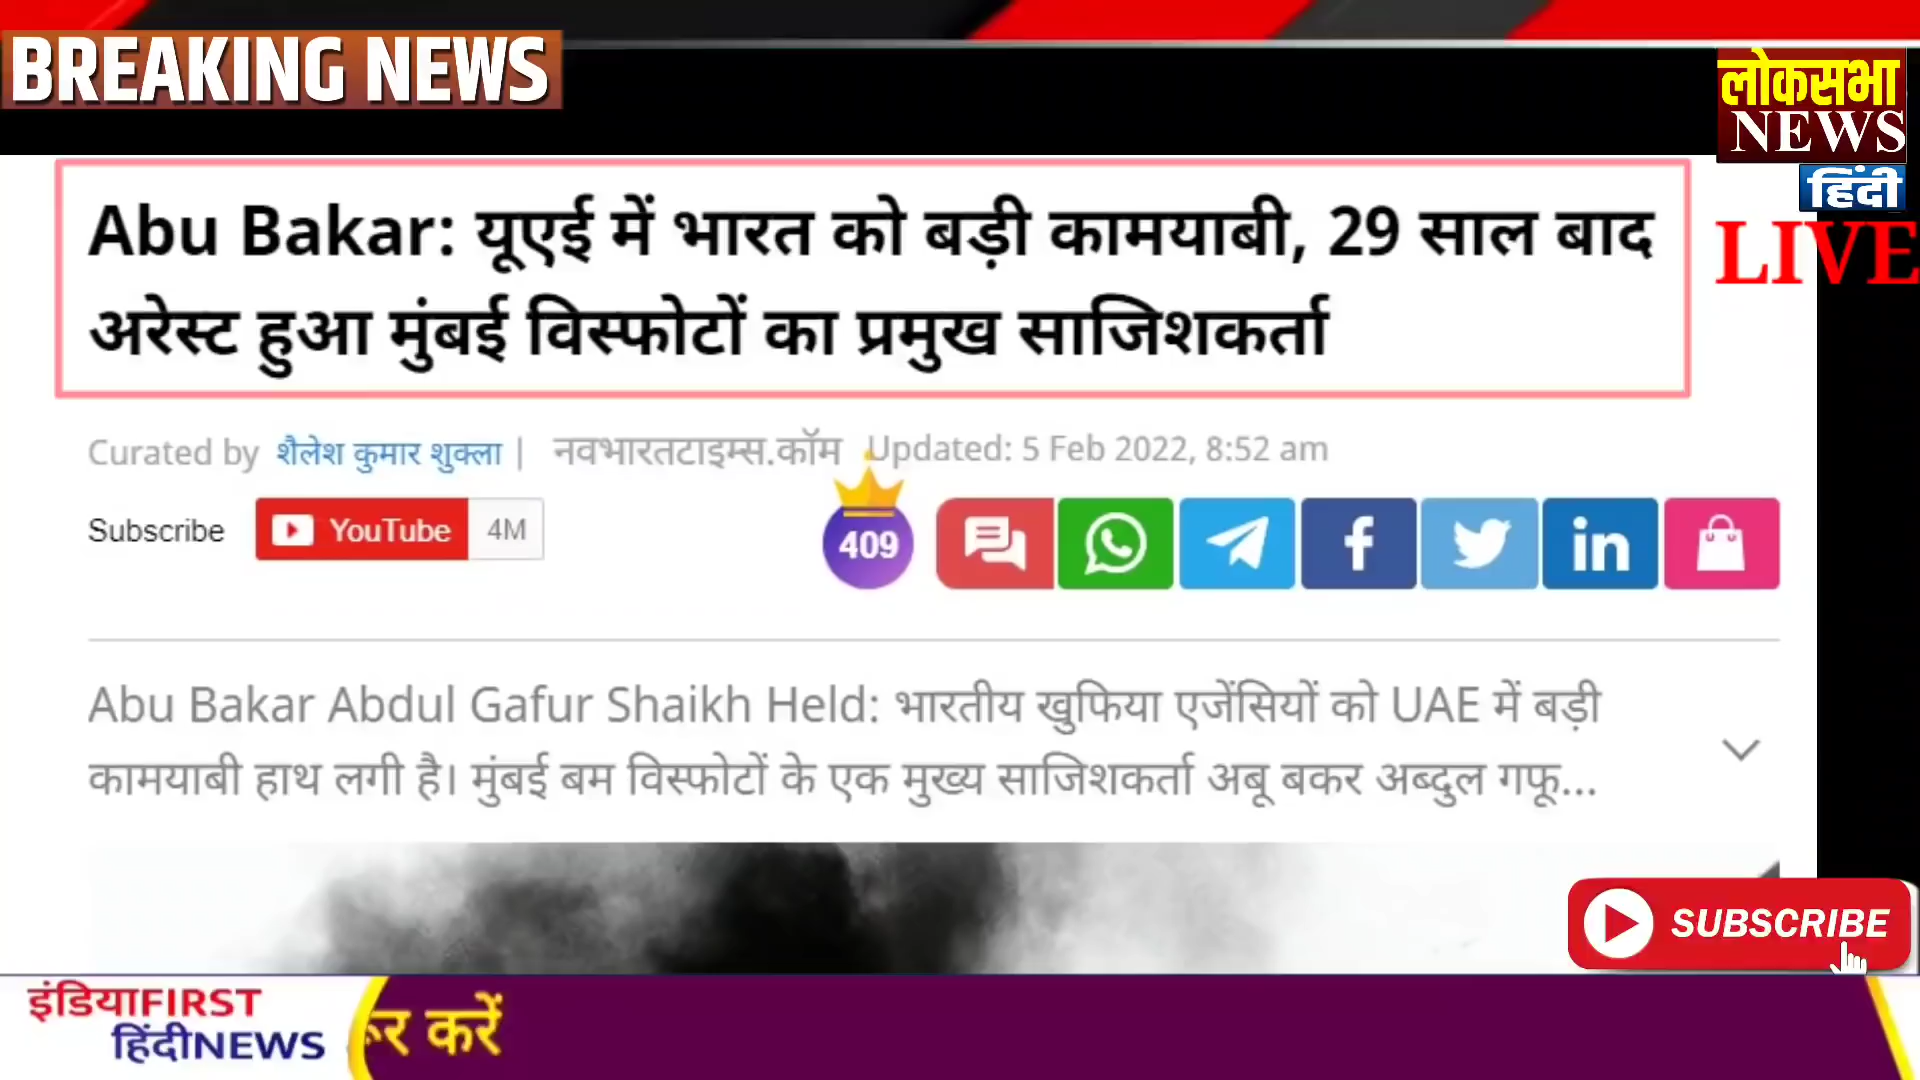 BREAKING NEWS
लोकसभा
NEWS
हिंदी
LIVE
Abu Bakar: यूएई में भारत को बड़ी कामयाबी, 29 साल बाद
अरेस्ट हुआ मुंबई विस्फोटों का प्रमुख साजिशकर्ता
Curated by शैलेश कुमार शुक्ला | नवभारतटाइम्स.कॉम Updated: 5 Feb 2022, 8:52 am
Subscribe YouTube 4M
409
f
in
Abu Bakar Abdul Gafur Shaikh Held: भारतीय खुफिया एजेंसियों को UAE में बड़ी
कामयाबी हाथ लगी है। मुंबई बम विस्फोटों के एक मुख्य साजिशकर्ता अबू बकर अब्दुल गफू...
SUBSCRIBE
इंडियाFIRST
हिंदीNEWS
करें